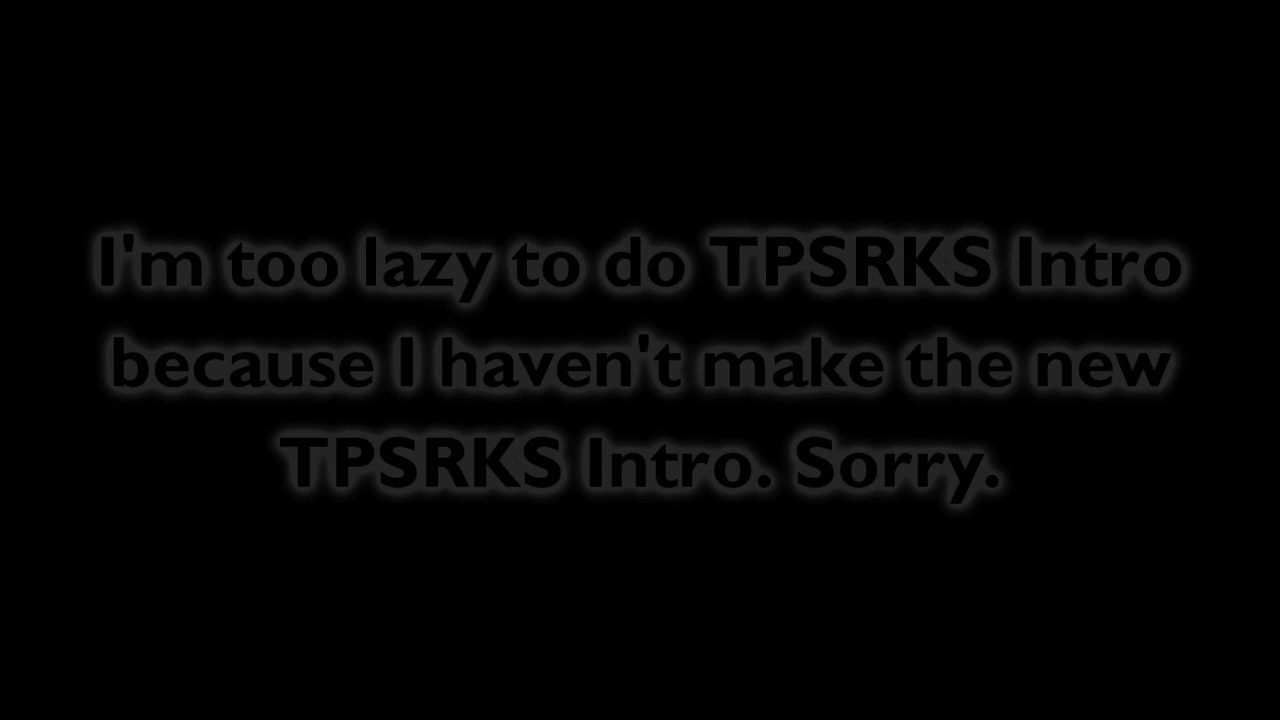 I'm too lazy to do TPSRKS Intro
because I haven't make the new
TPSRKS Intro. Sorry.